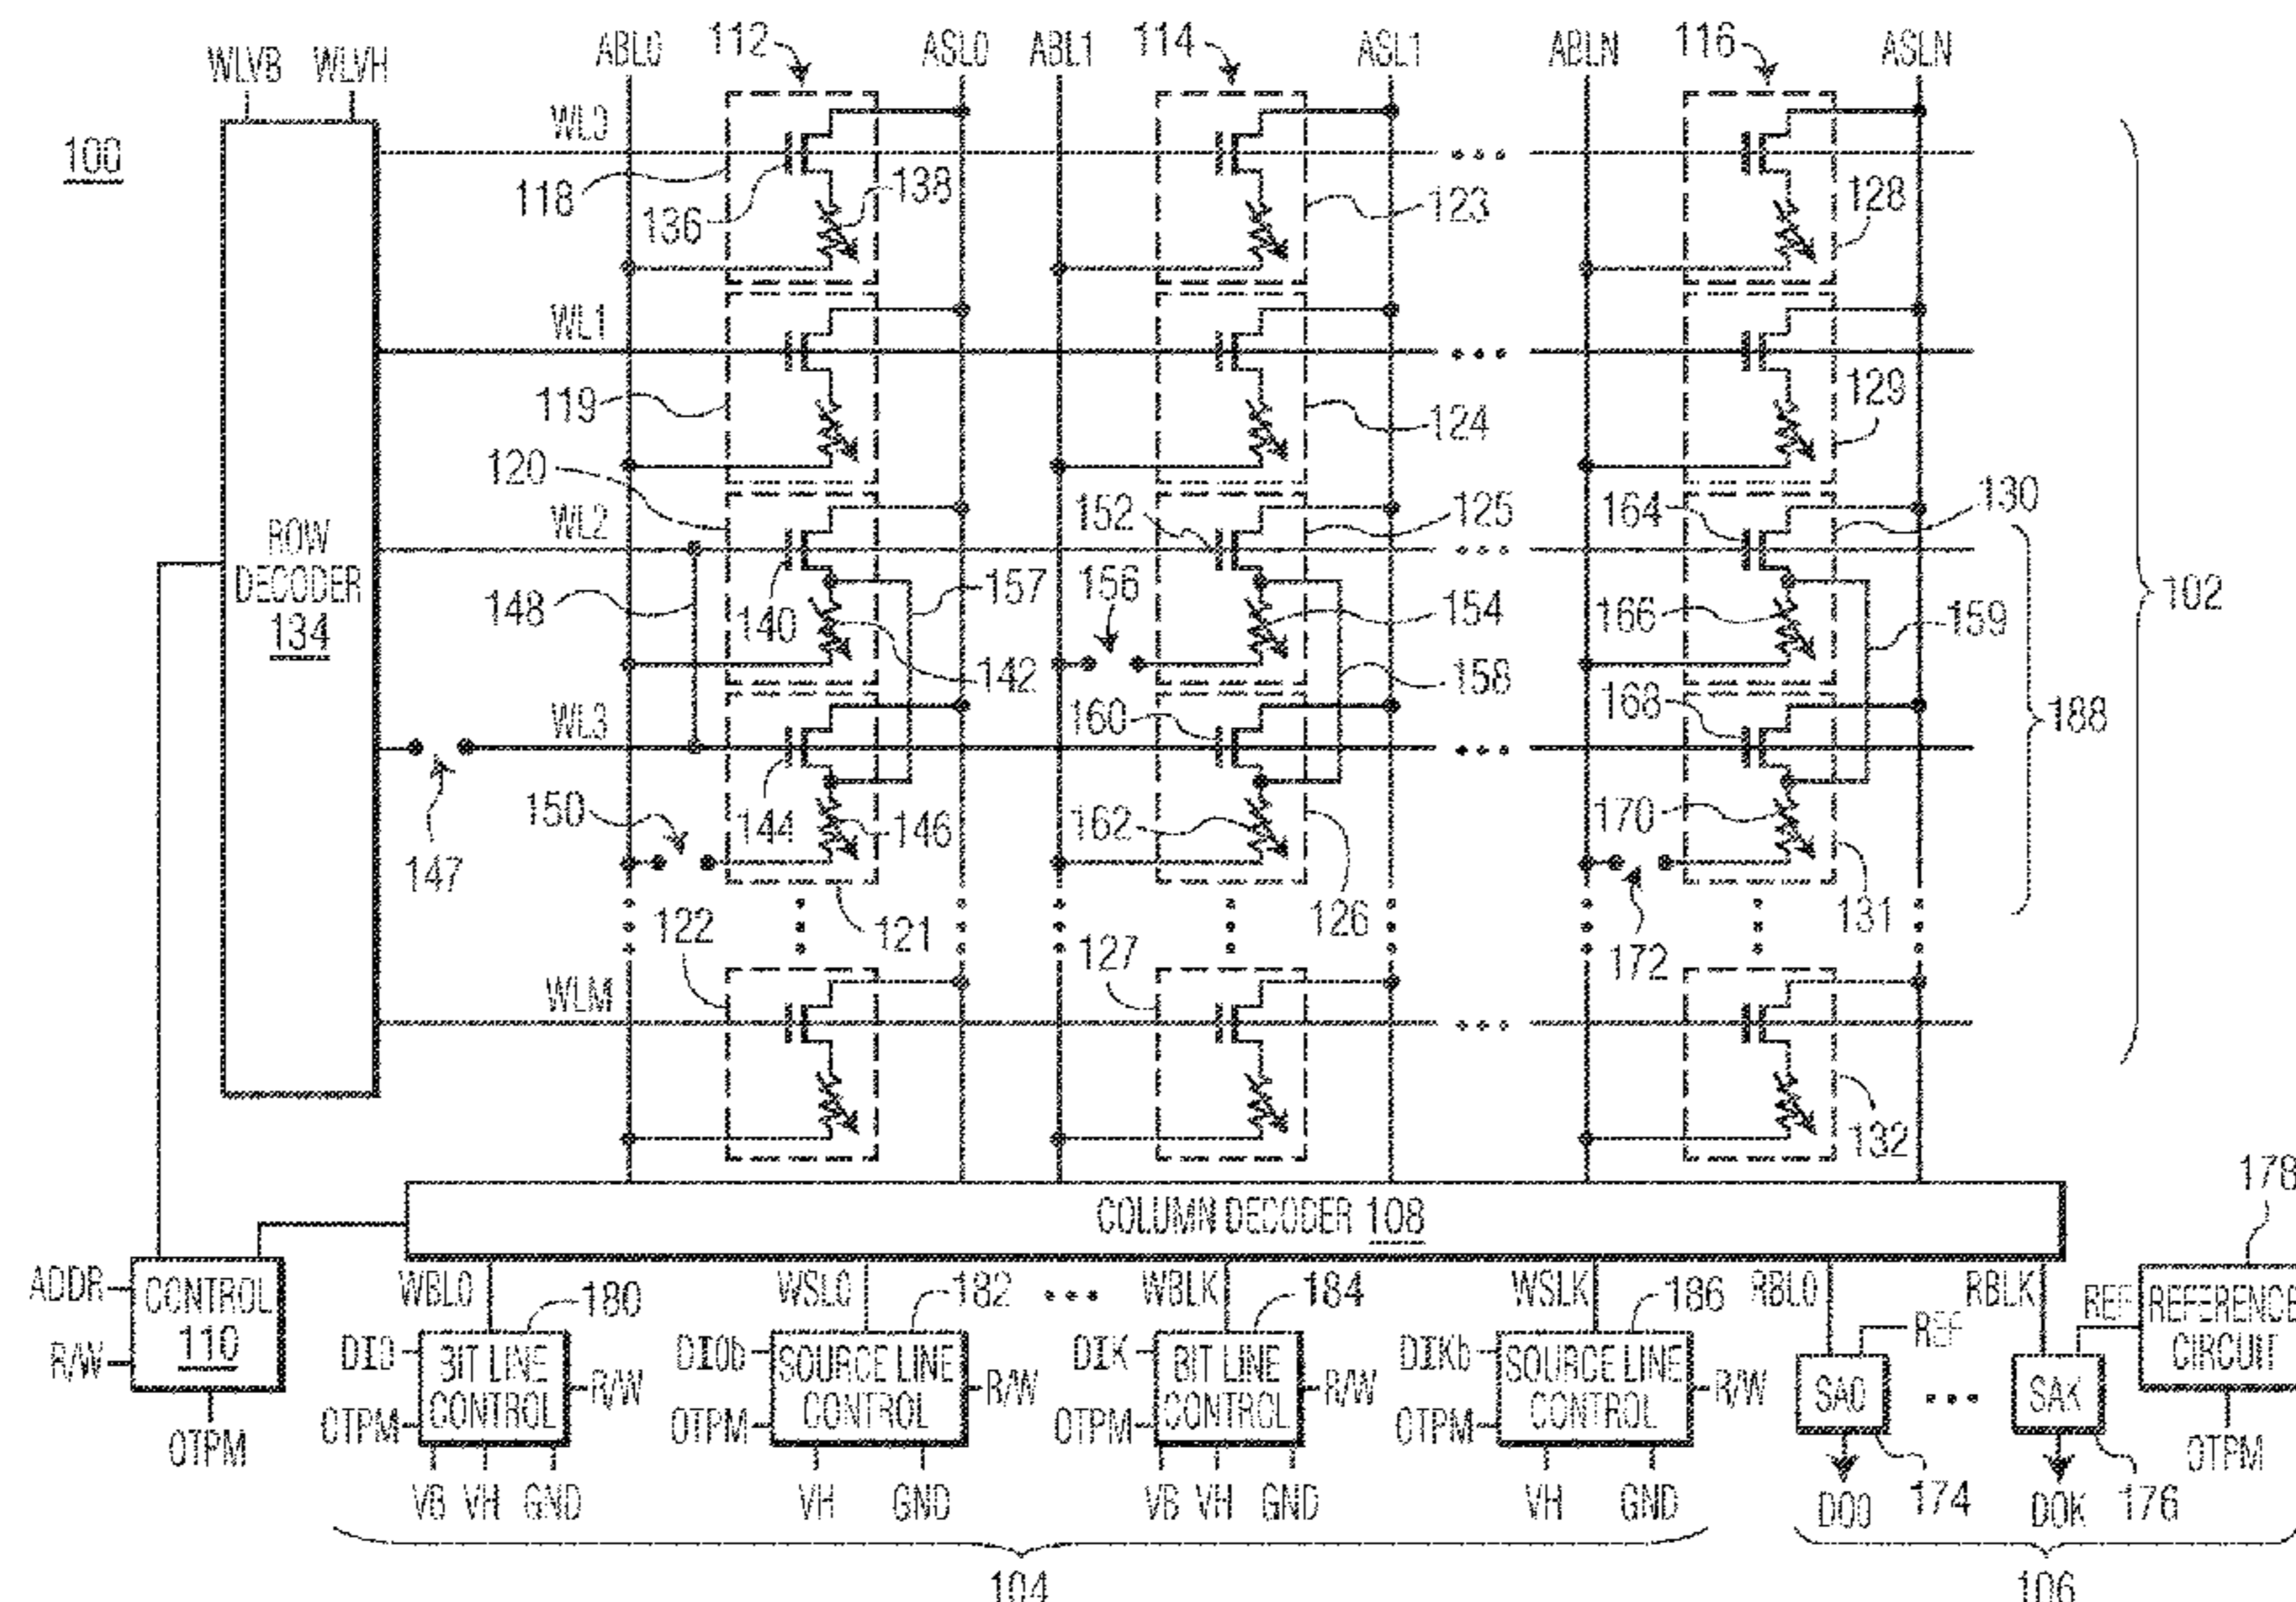 112 114 116
WLVB WLVH ABL0 ASL0 ABL1 ASL1 ABLN ASLN
100
WL0
118 136 138 123 128
WL1
119 124 129
120
WL2 152 125 164 130
ROW
DECODER
134
148 140 157 156 154 166 159 102
142 158
WL3 160 168 188
147 150 144 146 162 170
122 121 127 126 172 131
WLM
132
COLUMN DECODER 108
178
ADDR
R/W
CONTROL
110
OTPM
WBL0 180 WSL0 182 ••• WBLK 184 WSLK 186 RBL0 RBLK REF
DI0
OTPM
BIT LINE
CONTROL
R/W
VB VH GND
DI0b
OTPM
SOURCE LINE
CONTROL
R/W
VH GND
DIK
OTPM
BIT LINE
CONTROL
R/W
VB VH GND
DIKb
OTPM
SOURCE LINE
CONTROL
R/W
VH GND
REF
SA0 ••• SAK
REFERENCE
CIRCUIT
OTPM
DO0 174 DOK 176
104 106